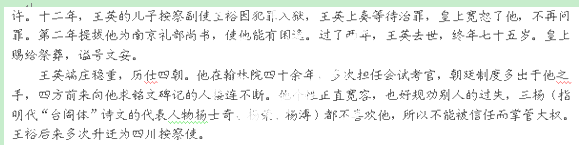 许。十二年，王英的儿子按察副使王裕因犯罪入狱，王英上奏等待治罪，皇上宽恕了他，不再问
罪。第二年提拔他为南京礼部尚书，使他能有闲逸。过了两年，王英去世，终年七十五岁。皇上
赐给祭葬，谥号文安。
王英端庄稳重，历仕四朝。他在翰林院四十余年，多次担任会试考官，朝廷制度多出于他之
手，四方前来向他求铭文碑记的人接连不断。他性正直宽容，也好规劝别人的过失，三杨（指
明代“台阁体”诗文的代表人物杨士奇、杨荣、杨溥）都不喜欢他，所以不能被信任而掌管大权。
王裕后来多次升迁为四川按察使。